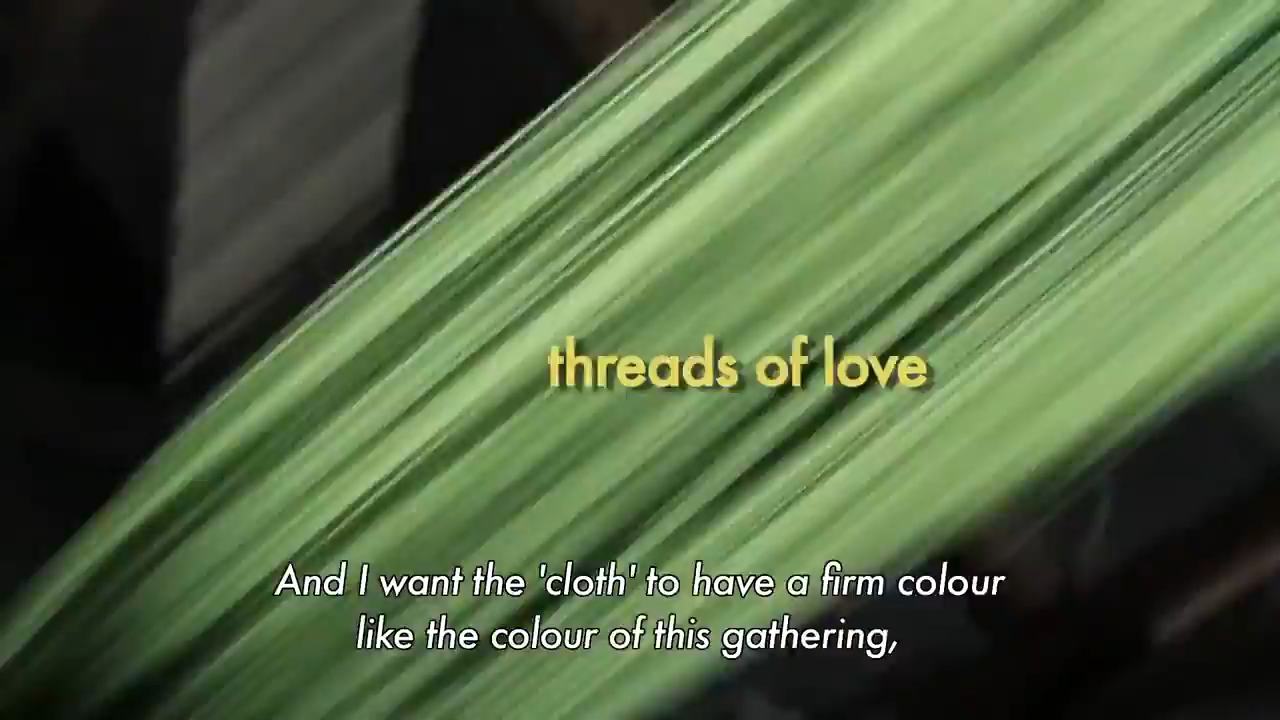 threads of love
And I want the 'cloth' to have a firm colour
like the colour of this gathering,